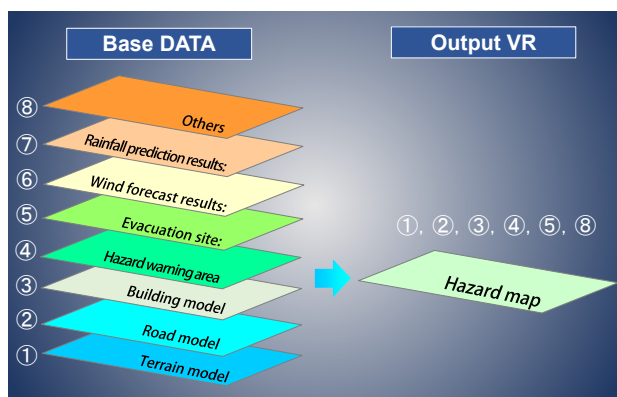 Base DATA
Output VR
⑧
Others
⑦
Rainfall prediction results:
⑥
Wind forecast results:
⑤
Evacuation site:
④
Hazard warning area
③
Building model
②
Road model
①
Terrain model
①, ②, ③, ④, ⑤, ⑧
Hazard map